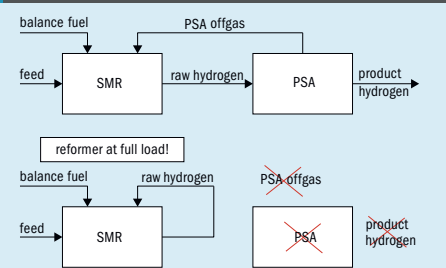 balance fuel
PSA offgas
feed
SMR
raw hydrogen
PSA
product
hydrogen
reformer at full load!
balance fuel
raw hydrogen
PSA offgas
feed
SMR
PSA
product
hydrogen